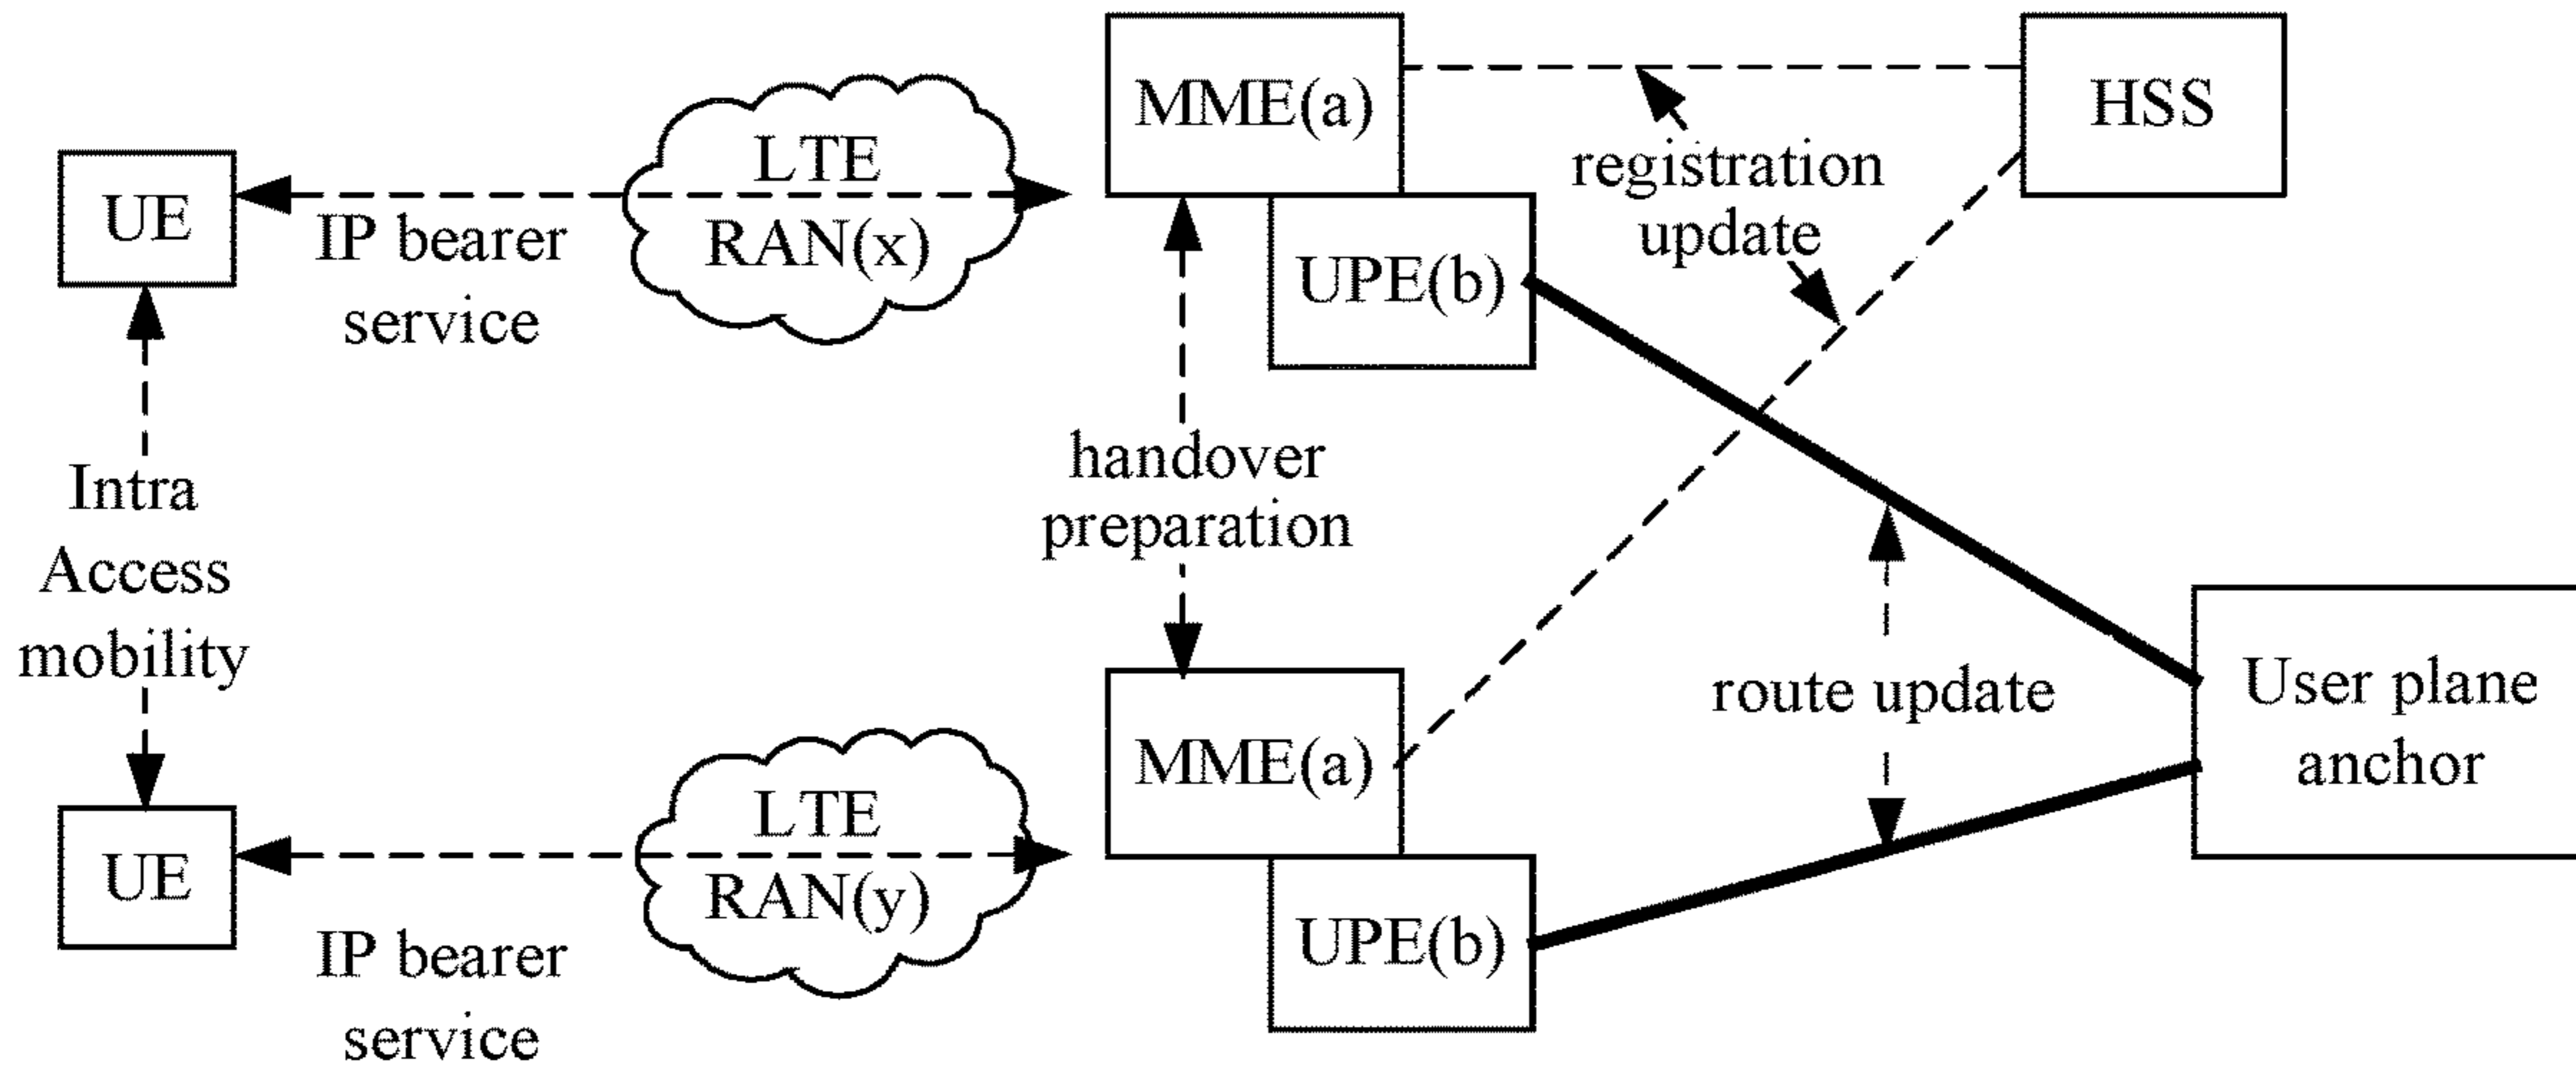 MME(a)
HSS
registration
update
UE
IP bearer
service
LTE
RAN(x)
UPE(b)
Intra
Access
mobility
handover
preparation
route update
User plane
anchor
MME(a)
UE
IP bearer
service
LTE
RAN(y)
UPE(b)